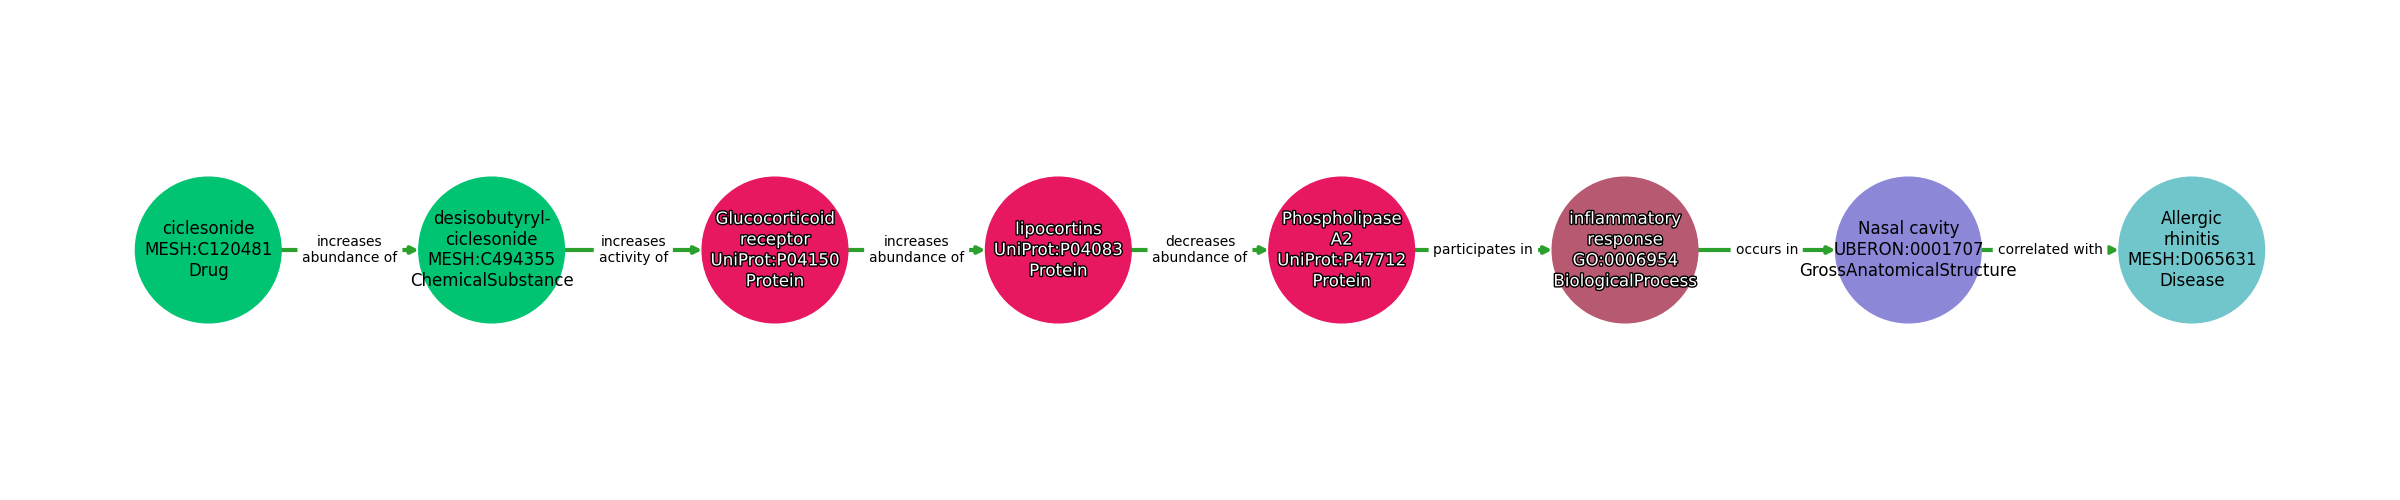 ciclesonide
MESH:C120481
Drug
increases
abundance of
desisobutyryl-
ciclesonide
MESH:C494355
ChemicalSubstance
increases
activity of
Glucocorticoid
receptor
UniProt:P04150
Protein
increases
abundance of
lipocortins
UniProt:P04083
Protein
decreases
abundance of
Phospholipase
A2
UniProt:P47712
Protein
participates in
inflammatory
response
GO:0006954
BiologicalProcess
occurs in
Nasal cavity
UBERON:0001707
GrossAnatomicalStructure
correlated with
Allergic
rhinitis
MESH:D065631
Disease